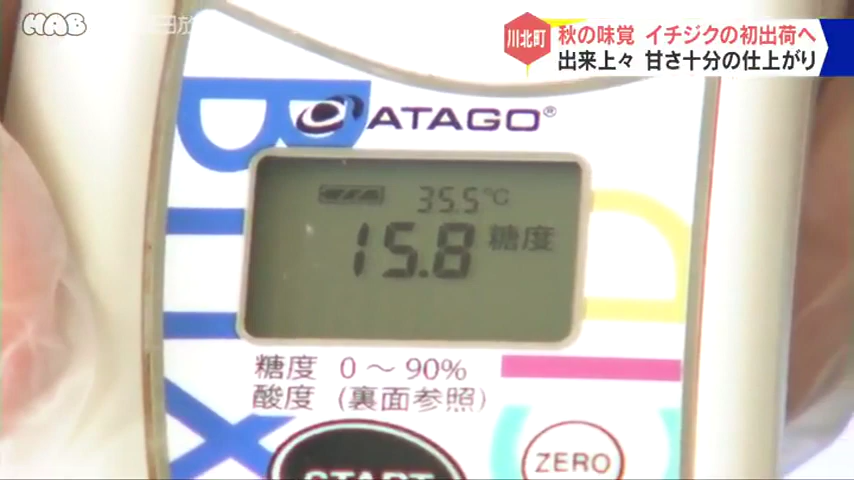 HAB
川北町
秋の味覚 イチジクの初出荷へ
出来上々 甘さ十分の仕上がり
ATAGO®
35.5℃
15.8 糖度
糖度 0～90%
酸度 (裏面参照)
START
ZERO